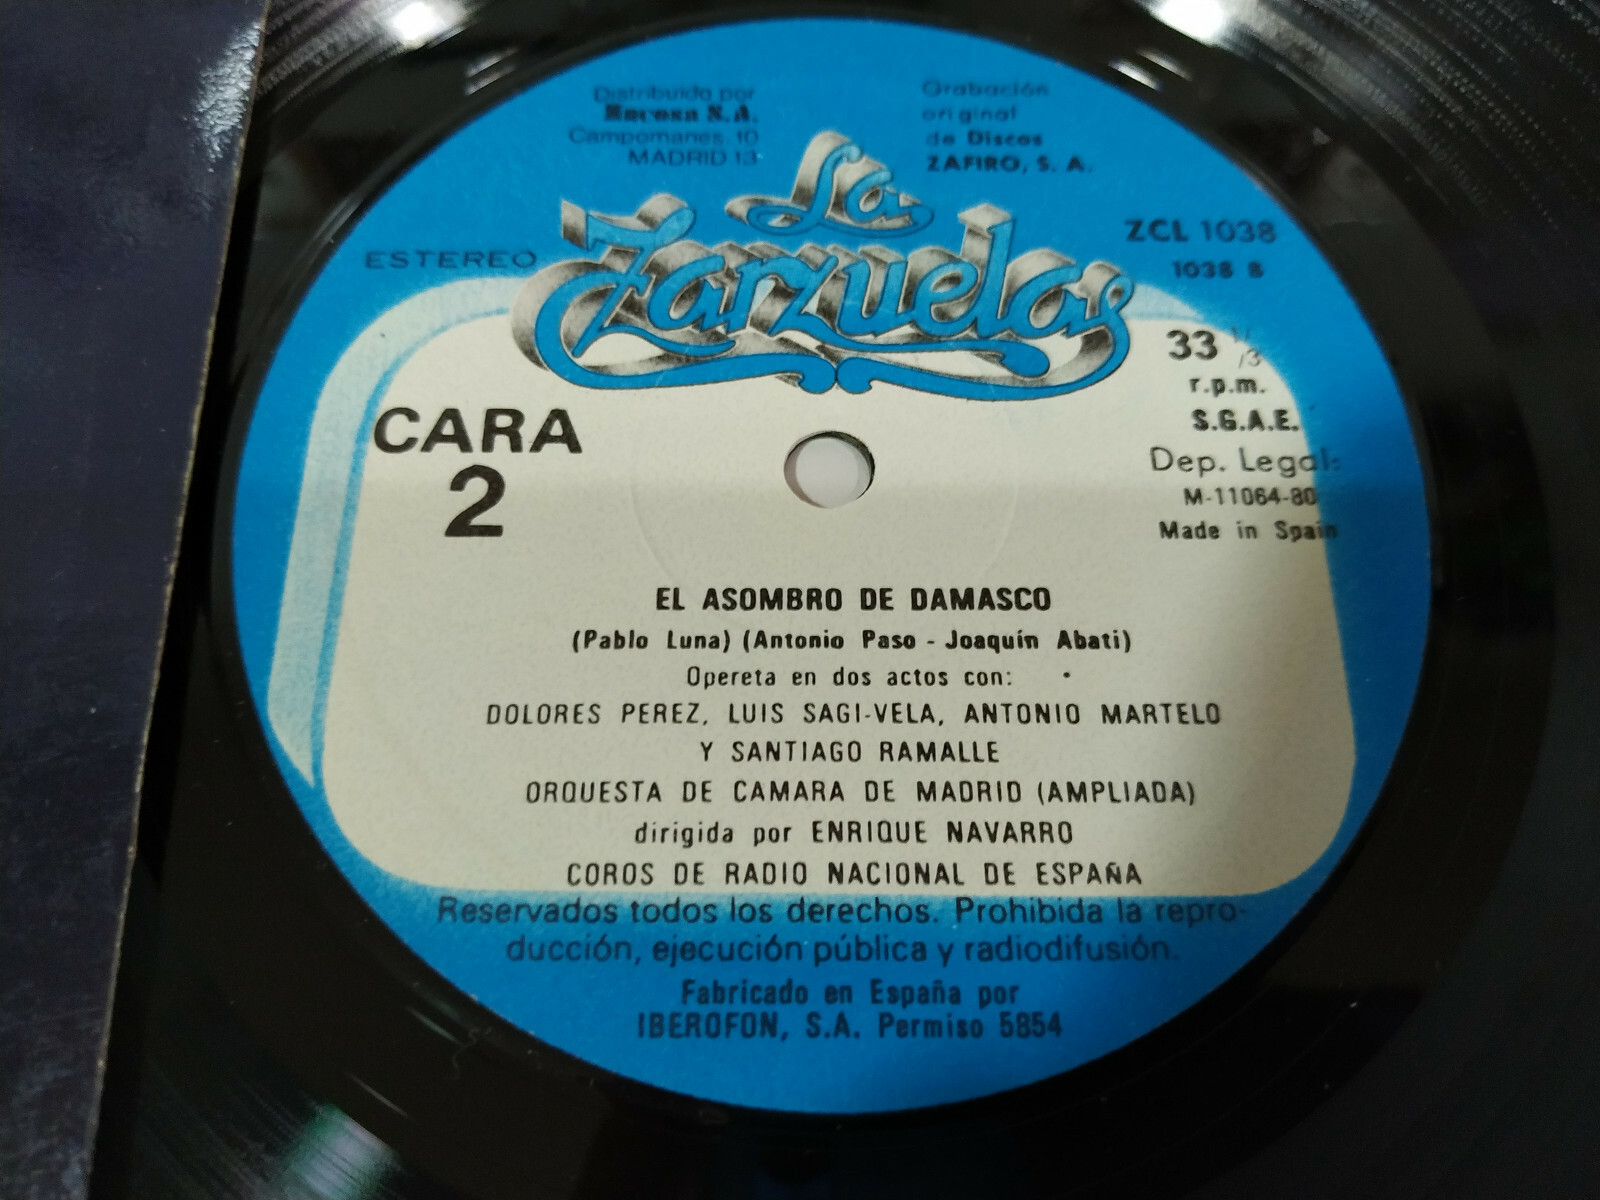 Distribuido por
Encosa S.A.
Campomanes, 10
MADRID 13
Grabación
original
de Discos
ZAFIRO, S. A.
La
Zarzuela
ESTEREO
ZCL 1038
1038 B
33 1/3
r.p.m.
S.G.A.E.
Dep. Legal:
M-11064-80
Made in Spain
CARA
2
EL ASOMBRO DE DAMASCO
(Pablo Luna) (Antonio Paso - Joaquín Abati)
Opereta en dos actos con:
DOLORES PEREZ, LUIS SAGI-VELA, ANTONIO MARTELO
Y SANTIAGO RAMALLE
ORQUESTA DE CAMARA DE MADRID (AMPLIADA)
dirigida por ENRIQUE NAVARRO
COROS DE RADIO NACIONAL DE ESPAÑA
Reservados todos los derechos. Prohibida la repro-
ducción, ejecución pública y radiodifusión.
Fabricado en España por
IBEROFON, S.A. Permiso 5854